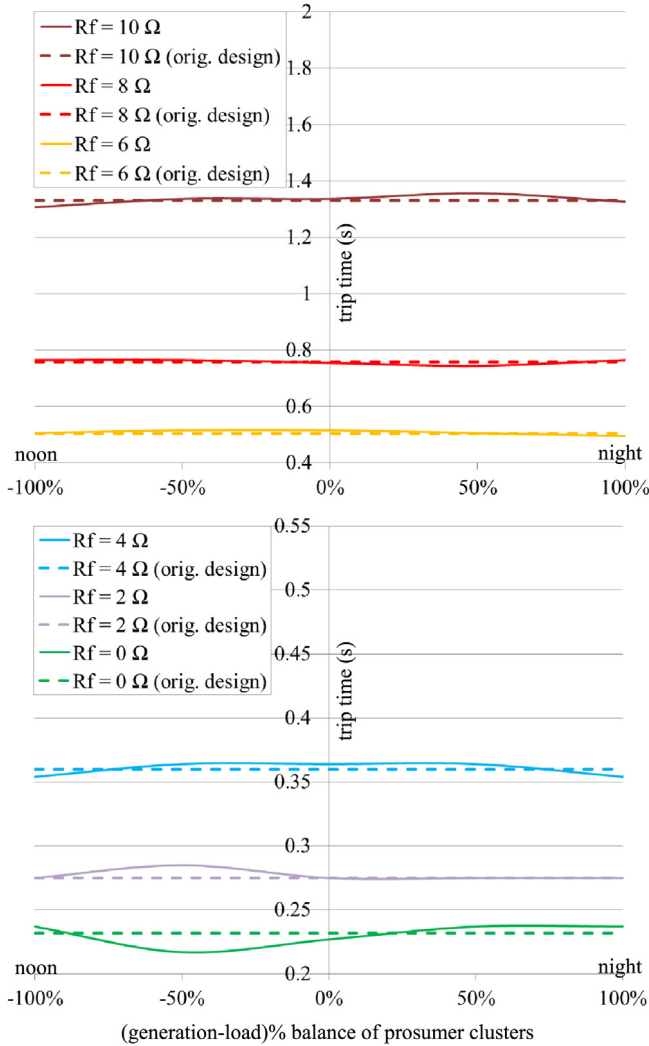 2
Rf = 10 Ω
Rf = 10 Ω (orig. design)
1.8
Rf = 8 Ω
Rf = 8 Ω (orig. design)
Rf = 6 Ω
1.6
Rf = 6 Ω (orig. design)
1.4
1.2
trip time (s)
1
0.8
0.6
noon
0.4
night
-100%
-50%
0%
50%
100%
0.55
Rf = 4 Ω
Rf = 4 Ω (orig. design)
0.5
Rf = 2 Ω
Rf = 2 Ω (orig. design)
Rf = 0 Ω
0.45
Rf = 0 Ω (orig. design)
trip time (s)
0.4
0.35
0.3
0.25
noon
0.2
night
-100%
-50%
0%
50%
100%
(generation-load)% balance of prosumer clusters